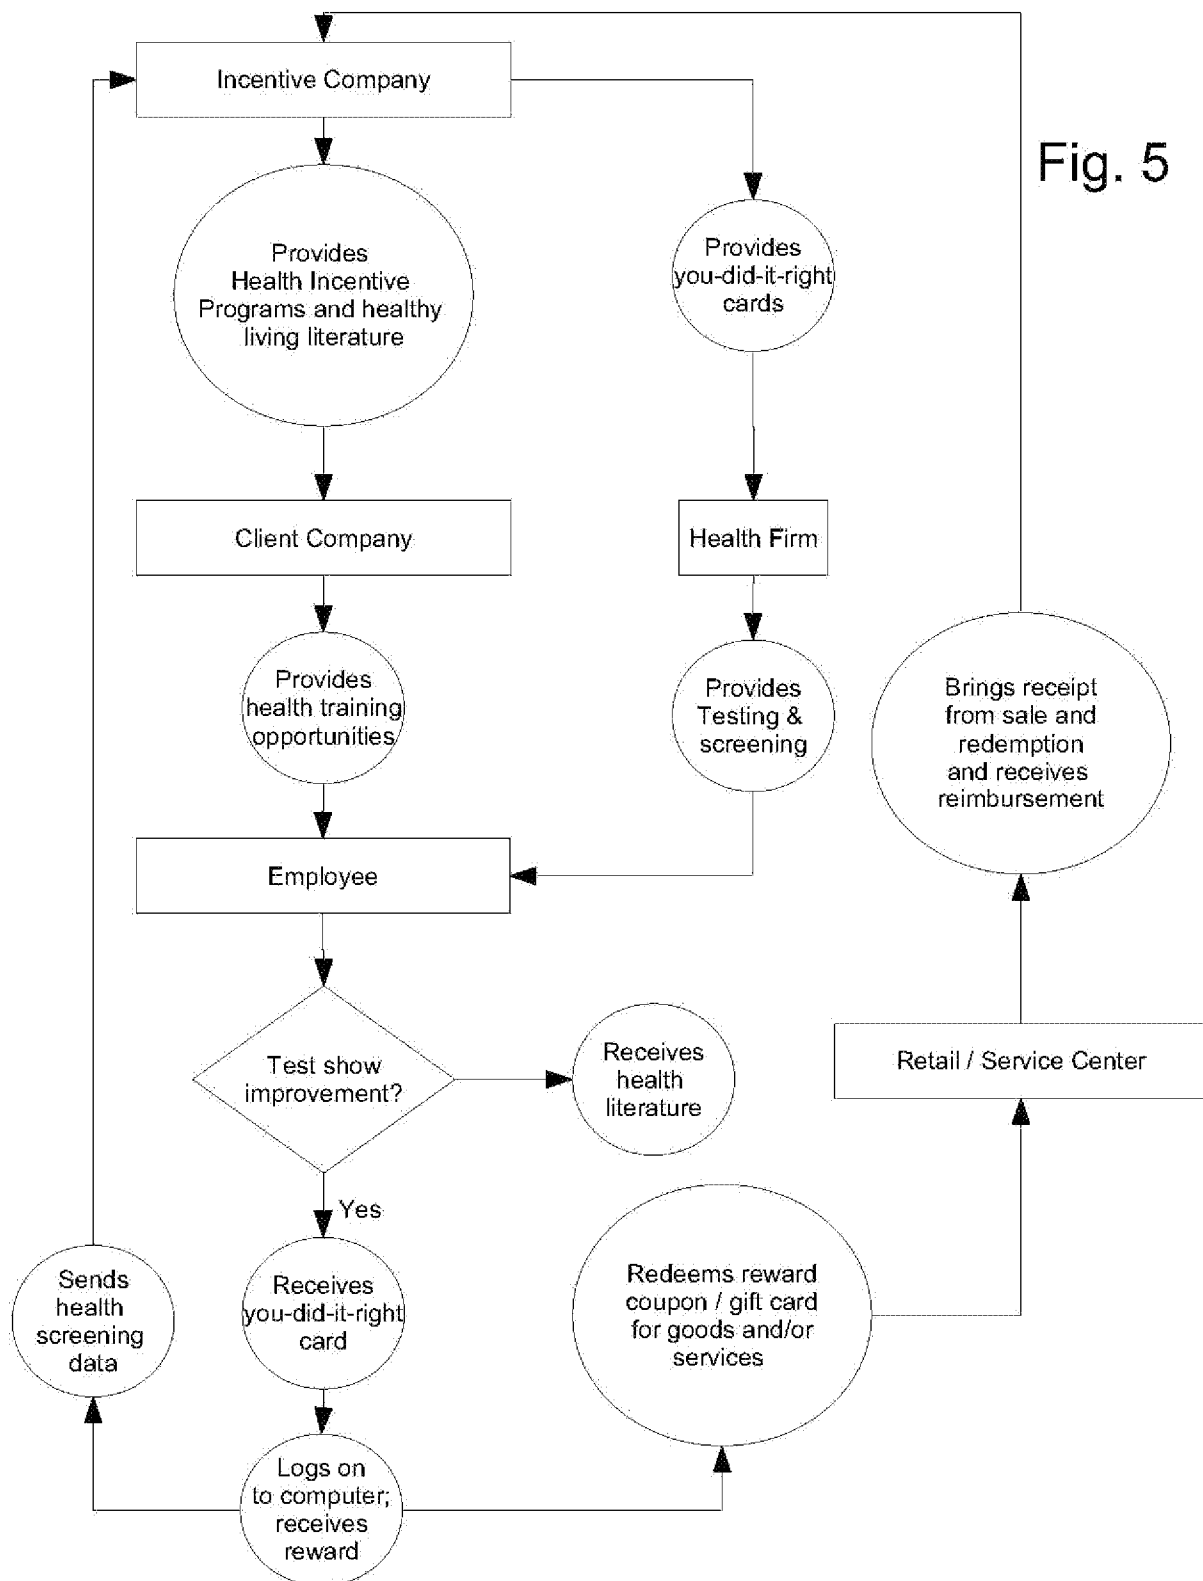 Incentive Company
Fig. 5
Provides
Health Incentive
Programs and healthy
living literature
Provides
you-did-it-right
cards
Client Company
Health Firm
Provides
health training
opportunities
Provides
Testing &
screening
Brings receipt
from sale and
redemption
and receives
reimbursement
Employee
Test show
improvement?
Receives
health
literature
Retail / Service Center
Yes
Sends
health
screening
data
Receives
you-did-it-right
card
Redeems reward
coupon / gift card
for goods and/or
services
Logs on
to computer;
receives
reward